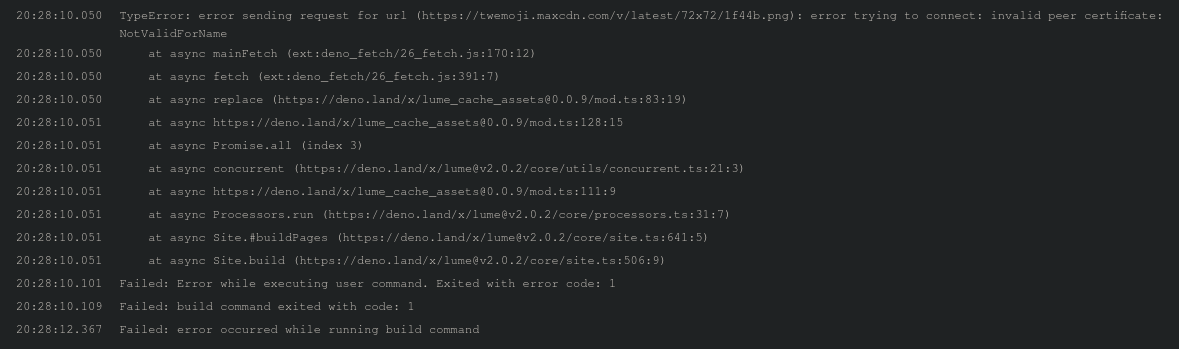 20:28:10.050 TypeError: error sending request for url (https://twemoji.maxcdn.com/v/latest/72x72/1f44b.png): error trying to connect: invalid peer certificate:
NotValidForName
20:28:10.050 at async mainFetch (ext:deno_fetch/26_fetch.js:170:12)
20:28:10.050 at async fetch (ext:deno_fetch/26_fetch.js:391:7)
20:28:10.050 at async replace (https://deno.land/x/lume_cache_assets@0.0.9/mod.ts:83:19)
20:28:10.051 at async https://deno.land/x/lume_cache_assets@0.0.9/mod.ts:128:15
20:28:10.051 at async Promise.all (index 3)
20:28:10.051 at async concurrent (https://deno.land/x/lume@v2.0.2/core/utils/concurrent.ts:21:3)
20:28:10.051 at async https://deno.land/x/lume_cache_assets@0.0.9/mod.ts:111:9
20:28:10.051 at async Processors.run (https://deno.land/x/lume@v2.0.2/core/processors.ts:31:7)
20:28:10.051 at async Site.#buildPages (https://deno.land/x/lume@v2.0.2/core/site.ts:641:5)
20:28:10.051 at async Site.build (https://deno.land/x/lume@v2.0.2/core/site.ts:506:9)
20:28:10.101 Failed: Error while executing user command. Exited with error code: 1
20:28:10.109 Failed: build command exited with code: 1
20:28:12.367 Failed: error occurred while running build command